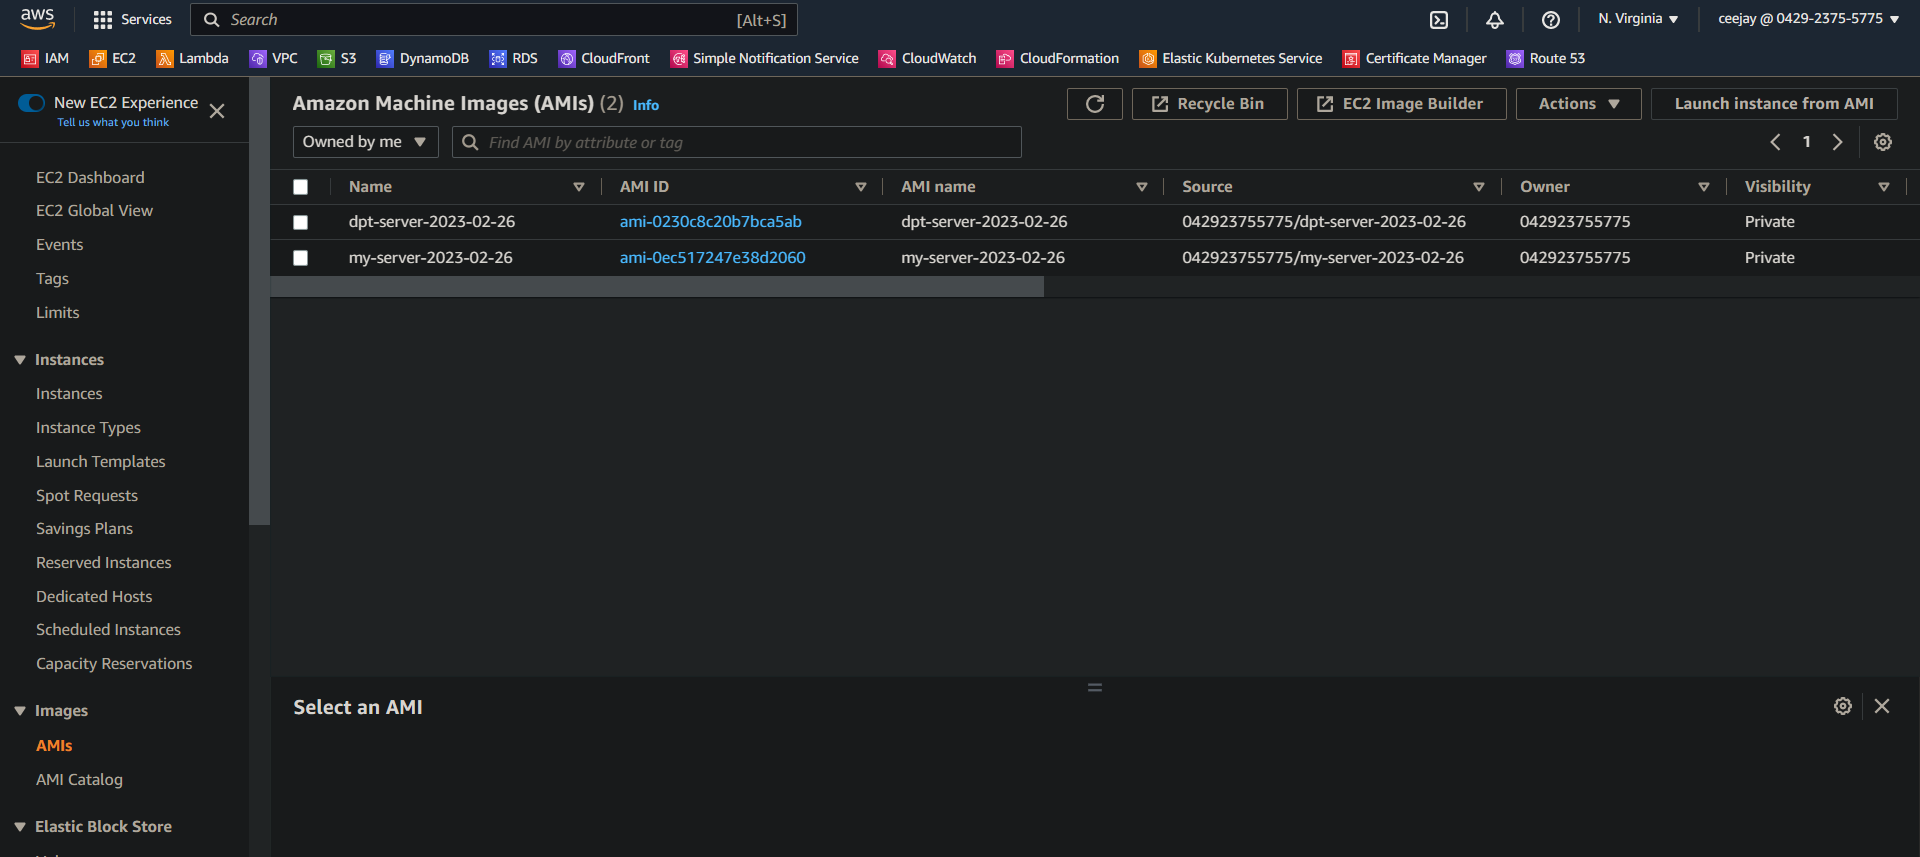 aws Services Search [Alt+S] N. Virginia ceejay @ 0429-2375-5775
IAM EC2 Lambda VPC S3 DynamoDB RDS CloudFront Simple Notification Service CloudWatch CloudFormation Elastic Kubernetes Service Certificate Manager Route 53
New EC2 Experience
Tell us what you think
EC2 Dashboard
EC2 Global View
Events
Tags
Limits
Instances
Instances
Instance Types
Launch Templates
Spot Requests
Savings Plans
Reserved Instances
Dedicated Hosts
Scheduled Instances
Capacity Reservations
Images
AMIs
AMI Catalog
Elastic Block Store
Amazon Machine Images (AMIs) (2) Info Recycle Bin EC2 Image Builder Actions Launch instance from AMI
Owned by me Find AMI by attribute or tag 1
Name AMI ID AMI name Source Owner Visibility
dpt-server-2023-02-26 ami-0230c8c20b7bca5ab dpt-server-2023-02-26 042923755775/dpt-server-2023-02-26 042923755775 Private
my-server-2023-02-26 ami-0ec517247e38d2060 my-server-2023-02-26 042923755775/my-server-2023-02-26 042923755775 Private
Select an AMI